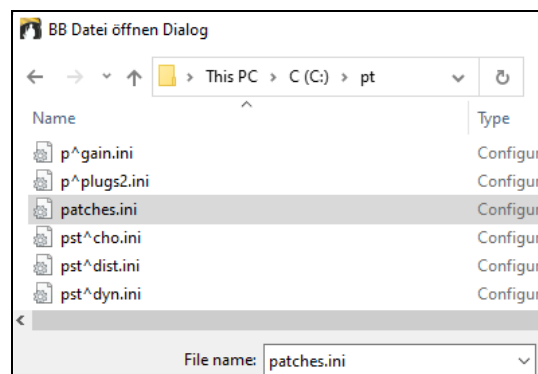 BB Datei öffnen Dialog
This PC > C (C:) > pt
Name Type
p^gain.ini Configur
p^plugs2.ini Configur
patches.ini Configur
pst^cho.ini Configur
pst^dist.ini Configur
pst^dyn.ini Configur
File name: patches.ini